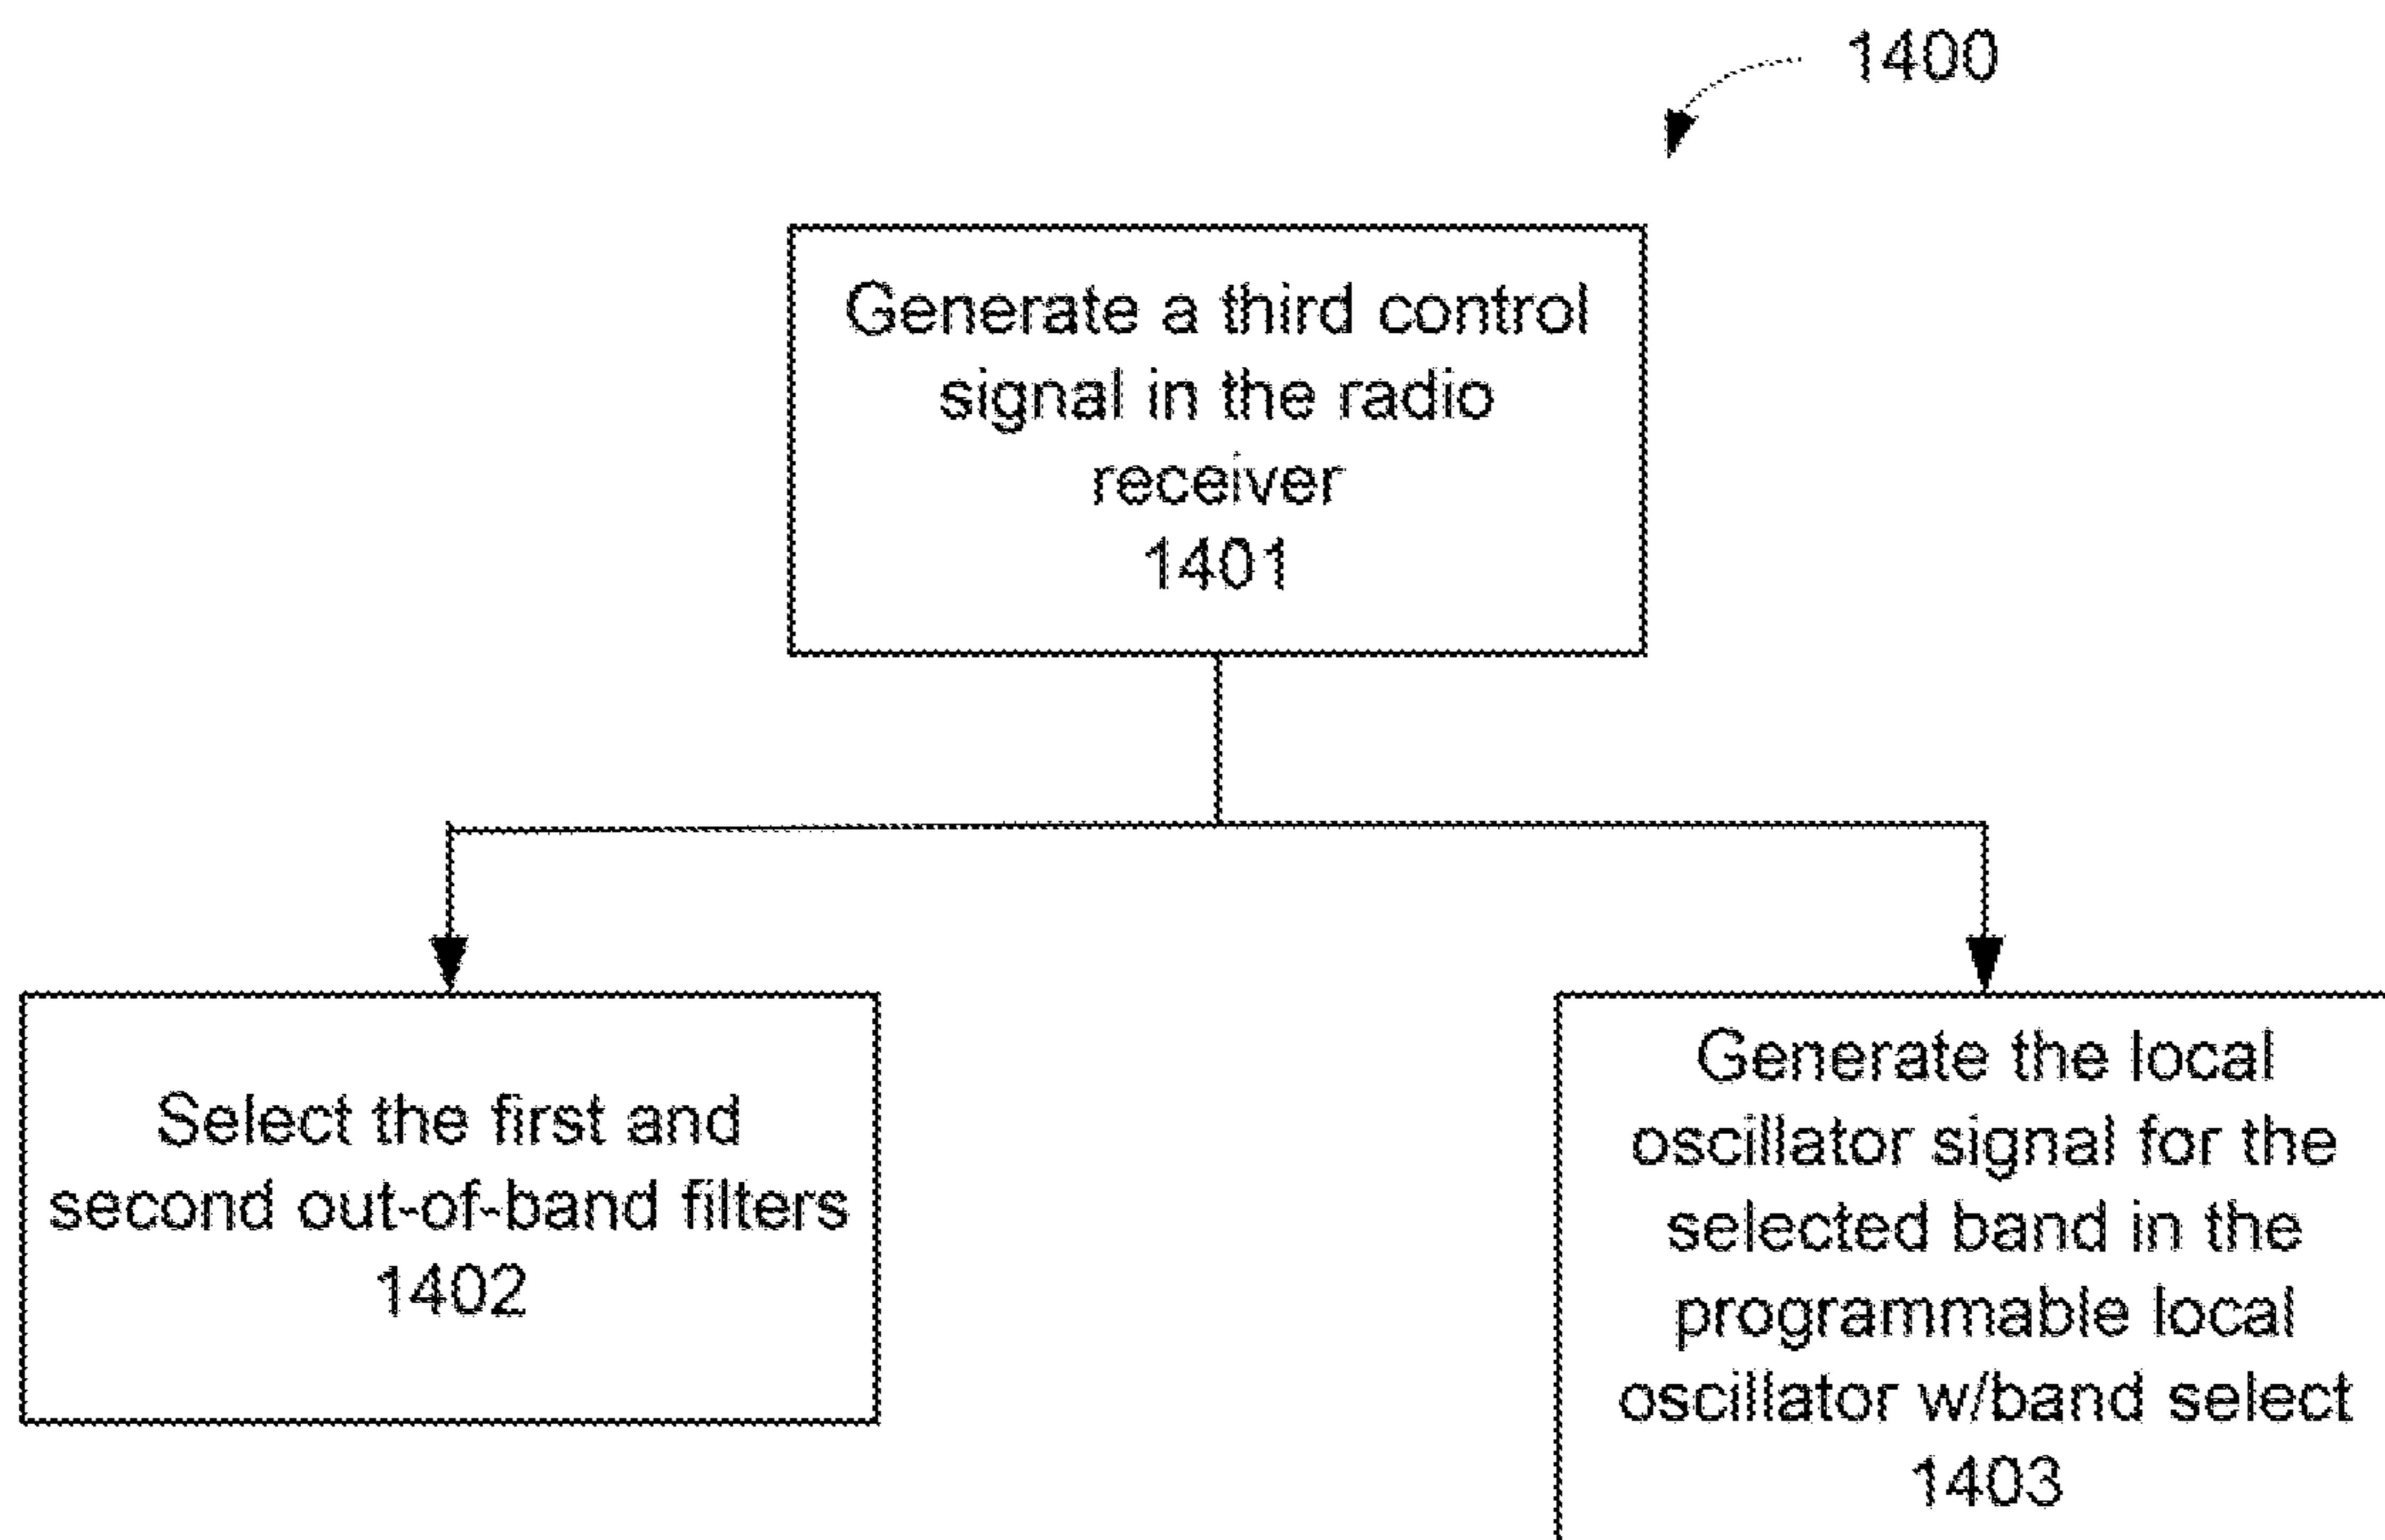 1400
Generate a third control
signal in the radio
receiver
1401
Select the first and
second out-of-band filters
1402
Generate the local
oscillator signal for the
selected band in the
programmable local
oscillator w/band select
1403